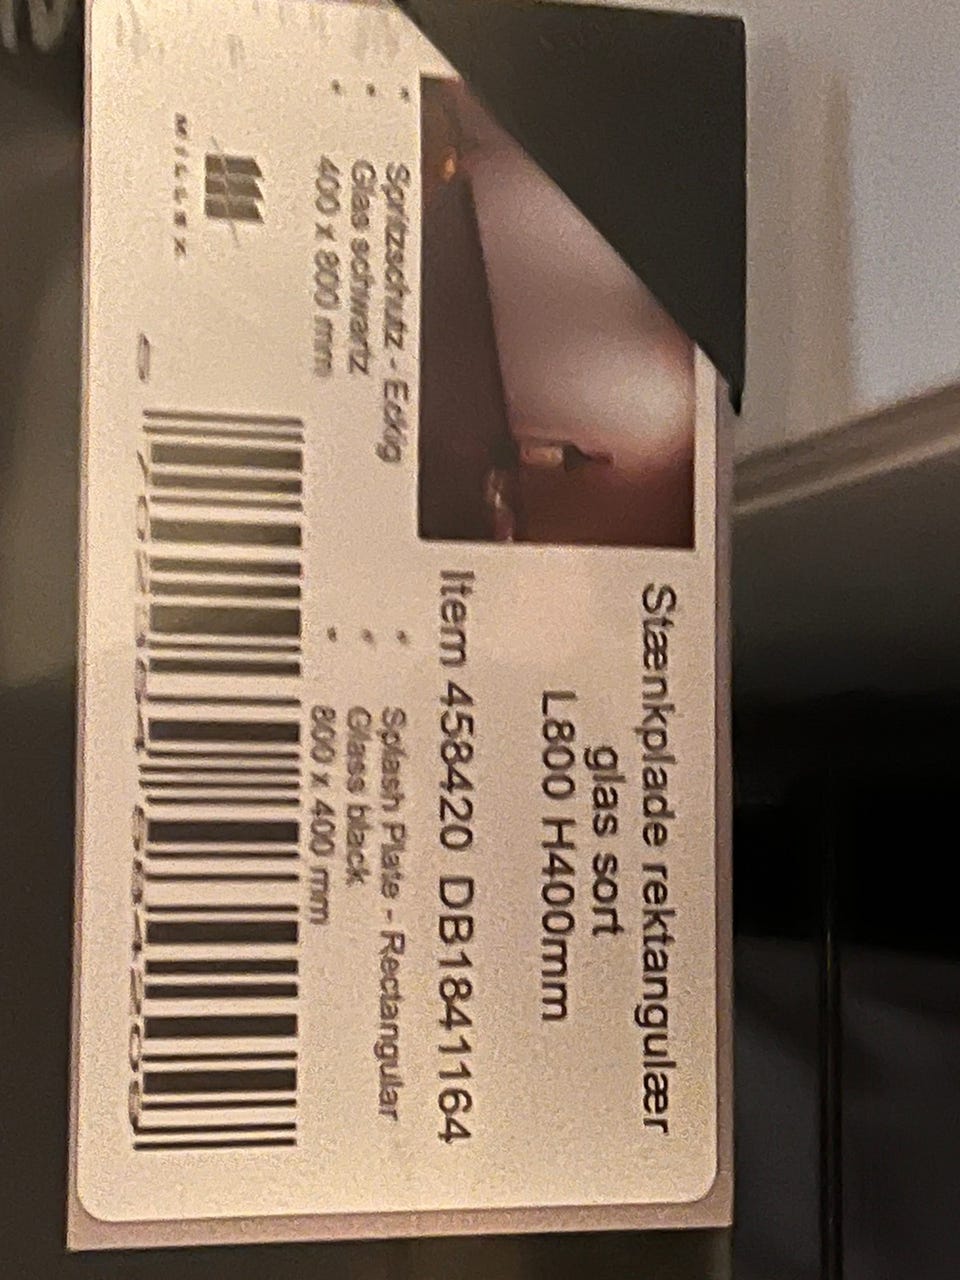 Stænkplade rektangulær
glas sort
L800 H400mm
Item 458420 DB1841164
* Spritzschutz - Eckig
* Glas schwartz
* 400 x 800 mm
* Splash Plate - Rectangular
* Glass black
* 800 x 400 mm
MILLEX